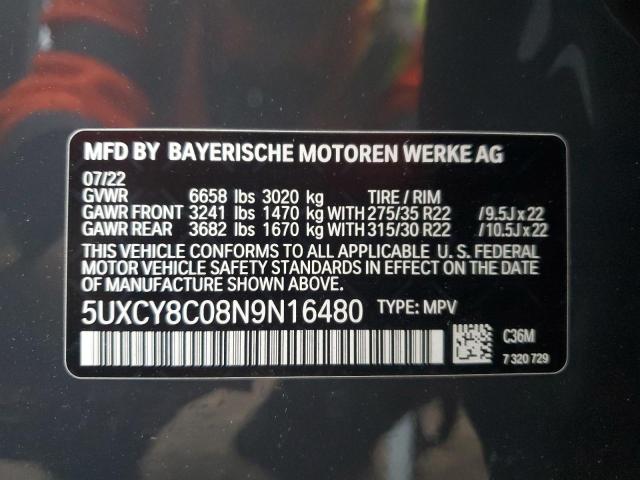 MFD BY BAYERISCHE MOTOREN WERKE AG
07/22
GVWR 6658 lbs 3020 kg TIRE / RIM
GAWR FRONT 3241 lbs 1470 kg WITH 275/35 R22 /9.5J x 22
GAWR REAR 3682 lbs 1670 kg WITH 315/30 R22 /10.5J x 22
THIS VEHICLE CONFORMS TO ALL APPLICABLE U. S. FEDERAL
MOTOR VEHICLE SAFETY STANDARDS IN EFFECT ON THE
DATE OF MANUFACTURE SHOWN ABOVE.
5UXCY8C08N9N16480 TYPE: MPV
C36M
7 320 729